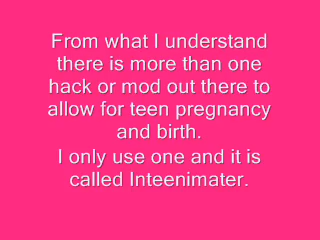 From what I understand
there is more than one
hack or mod out there to
allow for teen pregnancy
and birth.
I only use one and it is
called Inteenimater.